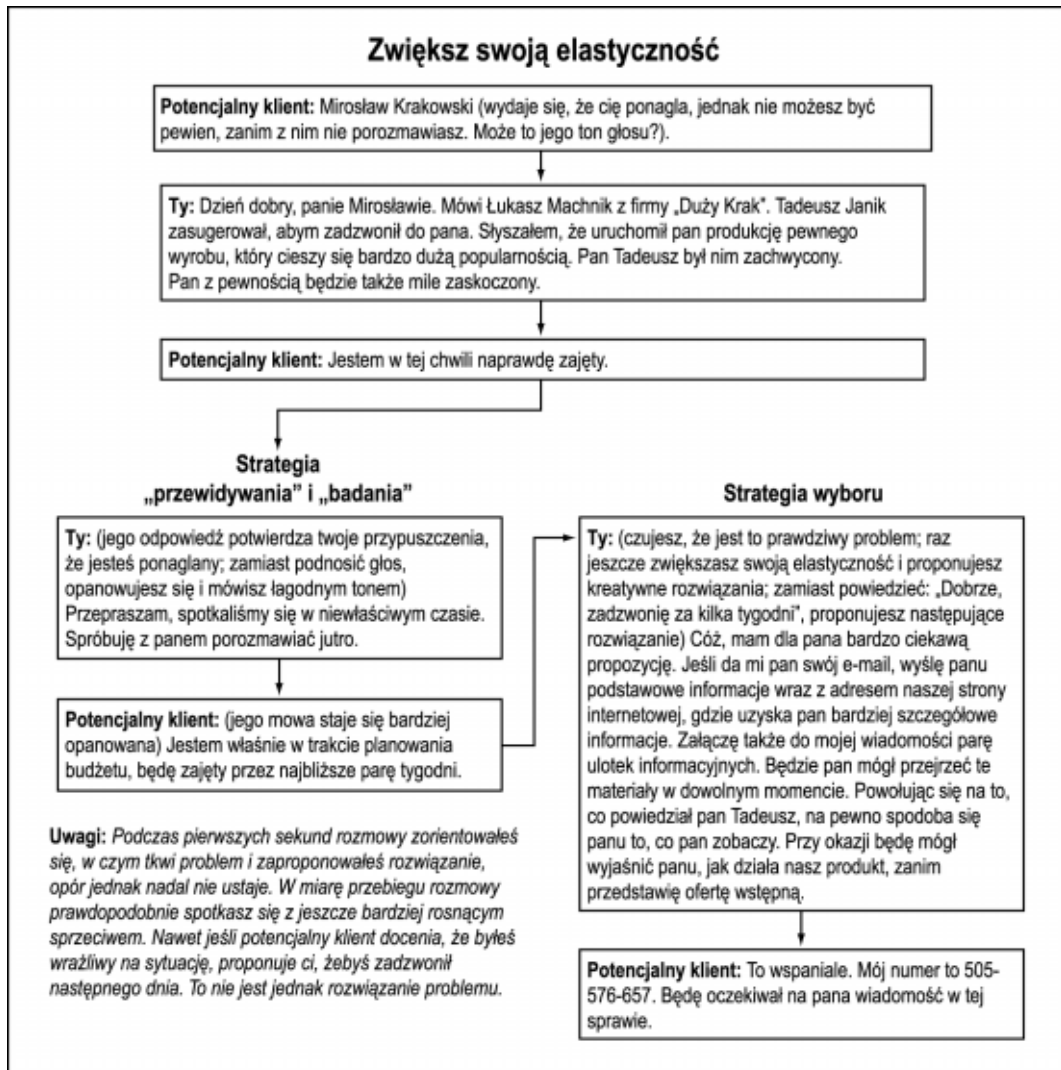 Zwiększ swoją elastyczność
Potencjalny klient: Mirosław Krakowski (wydaje się, że cię ponagla, jednak nie możesz być
pewien, zanim z nim nie porozmawiasz. Może to jego ton głosu?).
Ty: Dzień dobry, panie Mirosławie. Mówi Łukasz Machnik z firmy „Duży Krak”. Tadeusz Janik
zasugerował, abym zadzwonił do pana. Słyszałem, że uruchomił pan produkcję pewnego
wyrobu, który cieszy się bardzo dużą popularnością. Pan Tadeusz był nim zachwycony.
Pan z pewnością będzie także mile zaskoczony.
Potencjalny klient: Jestem w tej chwili naprawdę zajęty.
Strategia
„przewidywania” i „badania”
Ty: (jego odpowiedź potwierdza twoje przypuszczenia,
że jesteś ponaglany; zamiast podnosić głos,
opanowujesz się i mówisz łagodnym tonem)
Przepraszam, spotkaliśmy się w niewłaściwym czasie.
Spróbuję z panem porozmawiać jutro.
Potencjalny klient: (jego mowa staje się bardziej
opanowana) Jestem właśnie w trakcie planowania
budżetu, będę zajęty przez najbliższe parę tygodni.
Uwagi: Podczas pierwszych sekund rozmowy zorientowałeś
się, w czym tkwi problem i zaproponowałeś rozwiązanie,
opór jednak nadal nie ustaje. W miarę przebiegu rozmowy
prawdopodobnie spotkasz się z jeszcze bardziej rosnącym
sprzeciwem. Nawet jeśli potencjalny klient docenia, że byłeś
wrażliwy na sytuację, proponuje ci, żebyś zadzwonił
następnego dnia. To nie jest jednak rozwiązanie problemu.
Strategia wyboru
Ty: (czujesz, że jest to prawdziwy problem; raz
jeszcze zwiększasz swoją elastyczność i proponujesz
kreatywne rozwiązania; zamiast powiedzieć: „Dobrze,
zadzwonię za kilka tygodni”, proponujesz następujące
rozwiązanie) Cóż, mam dla pana bardzo ciekawą
propozycję. Jeśli da mi pan swój e-mail, wyślę panu
podstawowe informacje wraz z adresem naszej strony
internetowej, gdzie uzyska pan bardziej szczegółowe
informacje. Załączę także do mojej wiadomości parę
ulotek informacyjnych. Będzie pan mógł przejrzeć te
materiały w dowolnym momencie. Powołując się na to,
co powiedział pan Tadeusz, na pewno spodoba się
panu to, co pan zobaczy. Przy okazji będę mógł
wyjaśnić panu, jak działa nasz produkt, zanim
przedstawię ofertę wstępną.
Potencjalny klient: To wspaniale. Mój numer to 505-
576-657. Będę oczekiwał na pana wiadomość w tej
sprawie.